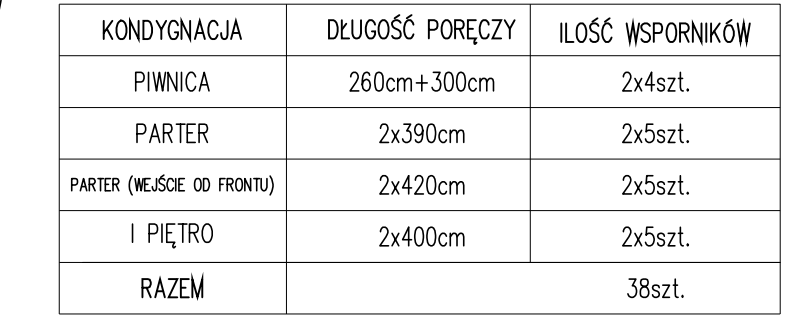 KONDYGNACJA DŁUGOŚĆ PORĘCZY ILOŚĆ WSPORNIKÓW
PIWNICA 260cm+300cm 2x4szt.
PARTER 2x390cm 2x5szt.
PARTER (WEJŚCIE OD FRONTU) 2x420cm 2x5szt.
I PIĘTRO 2x400cm 2x5szt.
RAZEM 38szt.